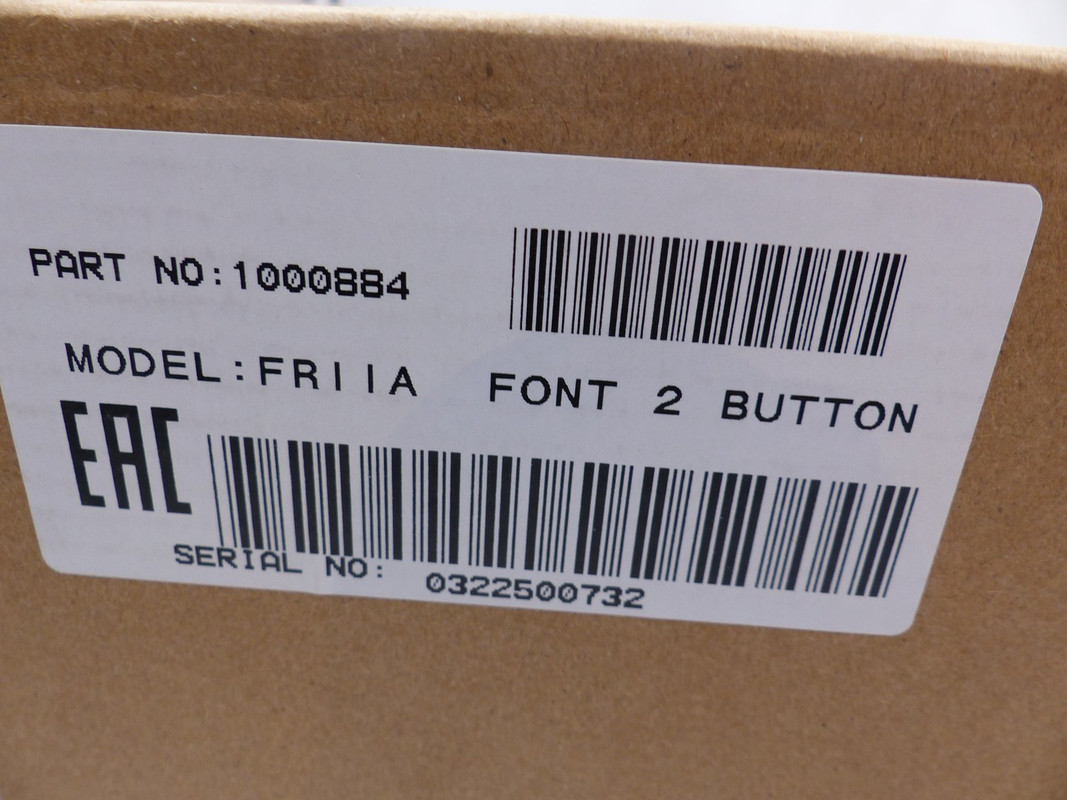 PART NO:1000884
MODEL:FRIIA FONT 2 BUTTON
EAC
SERIAL NO: 0322500732